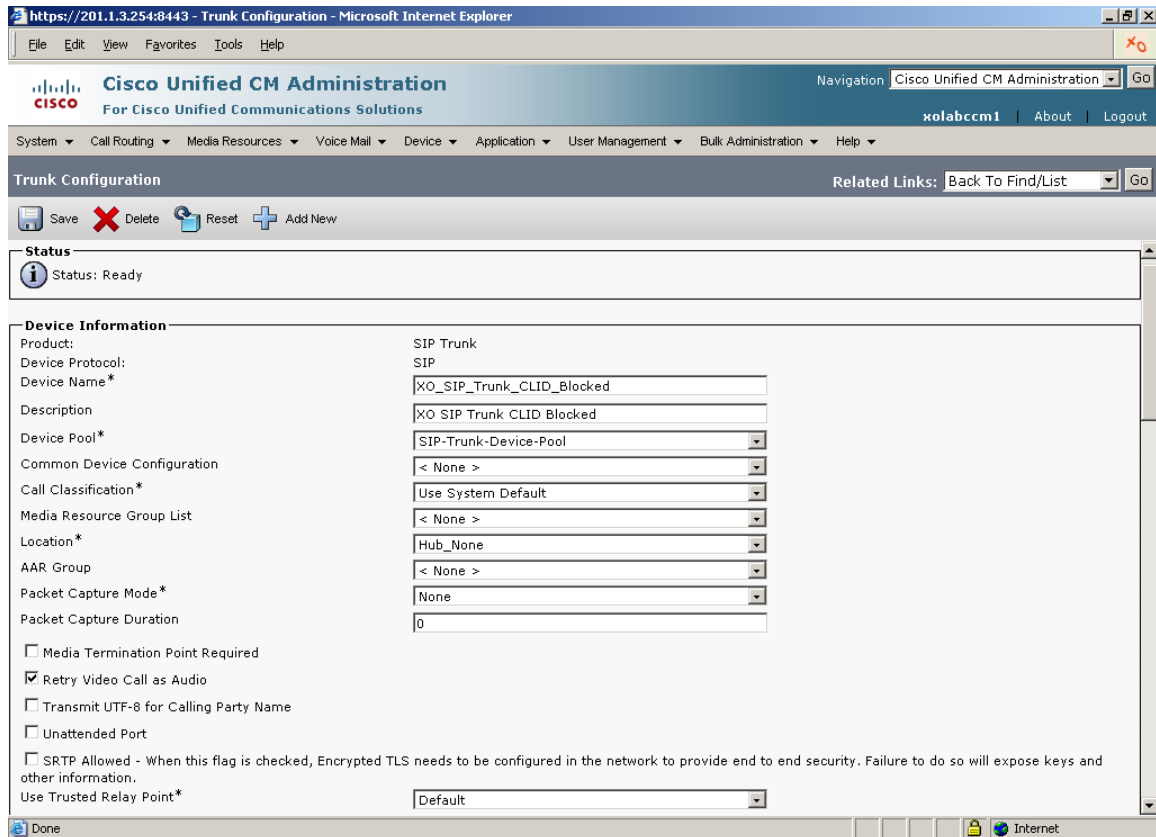 https://201.1.3.254:8443 - Trunk Configuration - Microsoft Internet Explorer
File Edit View Favorites Tools Help
XO
CISCO
Cisco Unified CM Administration
For Cisco Unified Communications Solutions
Navigation Cisco Unified CM Administration Go
xolabccm1 | About | Logout
System Call Routing Media Resources Voice Mail Device Application User Management Bulk Administration Help
Trunk Configuration
Related Links: Back To Find/List Go
Save Delete Reset Add New
Status
Status: Ready
Device Information
Product: SIP Trunk
Device Protocol: SIP
Device Name* XO_SIP_Trunk_CLID_Blocked
Description XO SIP Trunk CLID Blocked
Device Pool* SIP-Trunk-Device-Pool
Common Device Configuration < None >
Call Classification* Use System Default
Media Resource Group List < None >
Location* Hub_None
AAR Group < None >
Packet Capture Mode* None
Packet Capture Duration 0
Media Termination Point Required
Retry Video Call as Audio
Transmit UTF-8 for Calling Party Name
Unattended Port
SRTP Allowed - When this flag is checked, Encrypted TLS needs to be configured in the network to provide end to end security. Failure to do so will expose keys and
other information.
Use Trusted Relay Point* Default
Done Internet